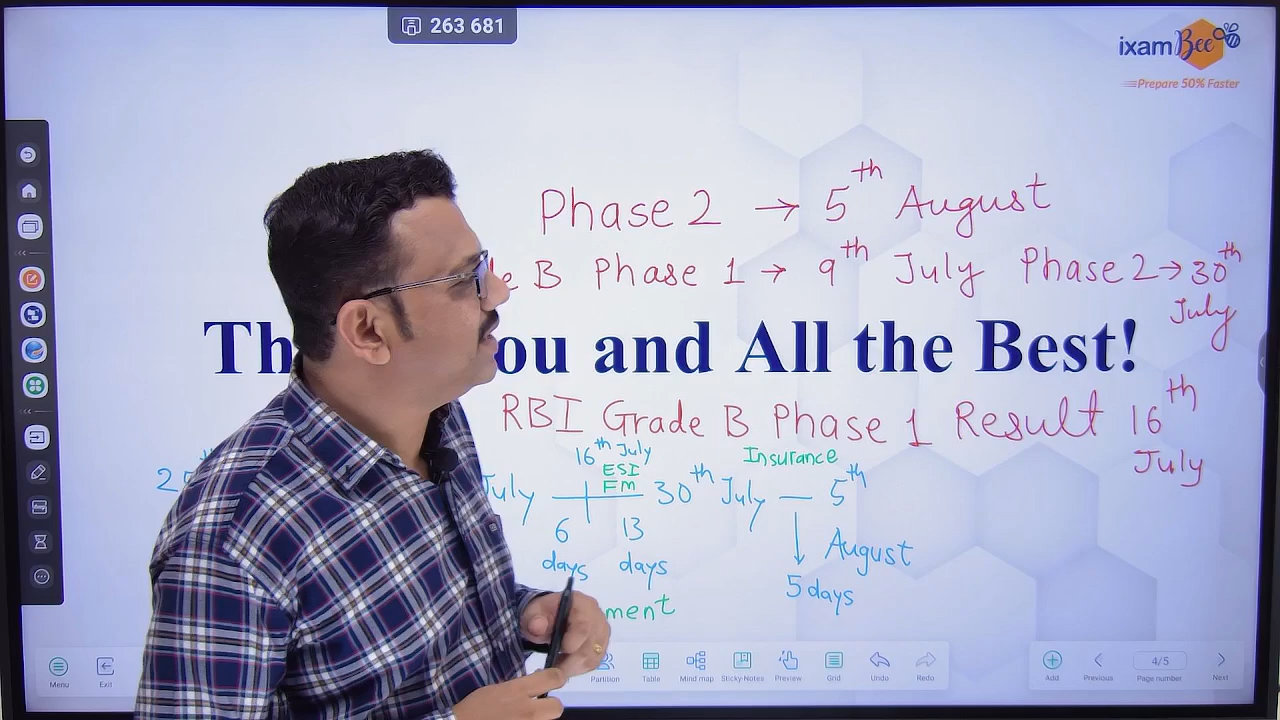 263 681
ixamBee
Prepare 50% Faster
Phase 2 → 5th August
B Phase 1 → 9th July Phase 2 → 30th July
Th ou and All the Best!
RBI Grade B Phase 1 Result 16th July
16th July
ESI
FM
Insurance
July — 30th July — 5th August
6 days
13 days
5 days
ment
Menu
Exit
Partition
Table
Mind map
Sticky-Notes
Preview
Grid
Undo
Redo
Add
Previous
4/5
Page number
Next